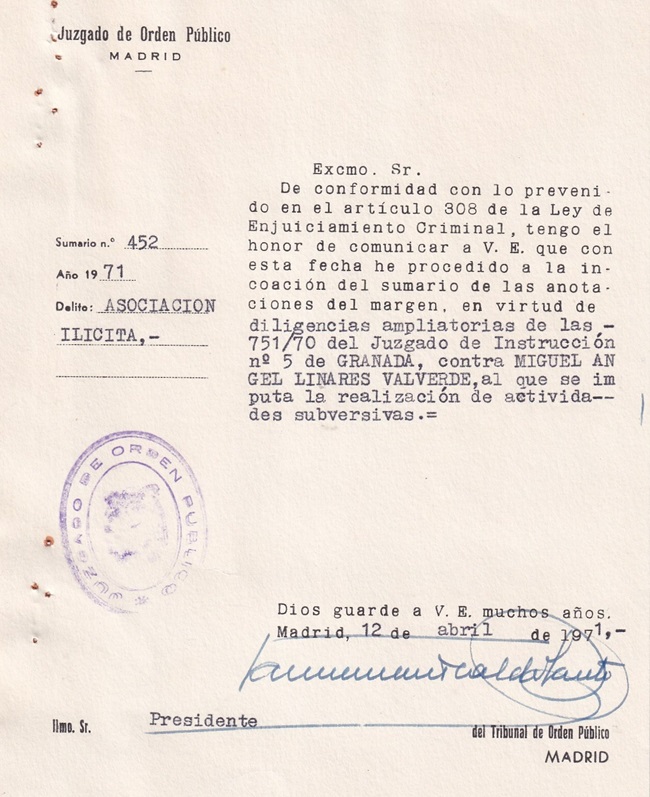 Juzgado de Orden Público
MADRID
Excmo. Sr.
De conformidad con lo preveni-
do en el artículo 308 de la Ley de
Enjuiciamiento Criminal, tengo el
honor de comunicar a V. E. que con
esta fecha he procedido a la in-
coación del sumario de las anota-
ciones del margen, en virtud de
diligencias ampliatorias de las,-
751/70 del Juzgado de Instrucción
nº 5 de GRANADA, contra MIGUEL AN
GEL LINARES VALVERDE,al que se im
puta la realización de activida--
des subversivas.=
Sumario n.º 452
Año 1971
Delito: ASOCIACION
ILICITA,-
JUZGADO DE ORDEN PUBLICO
Dios guarde a V. E. muchos años.
Madrid, 12 de abril de 1971,-
Ilmo. Sr. Presidente del Tribunal de Orden Público
MADRID